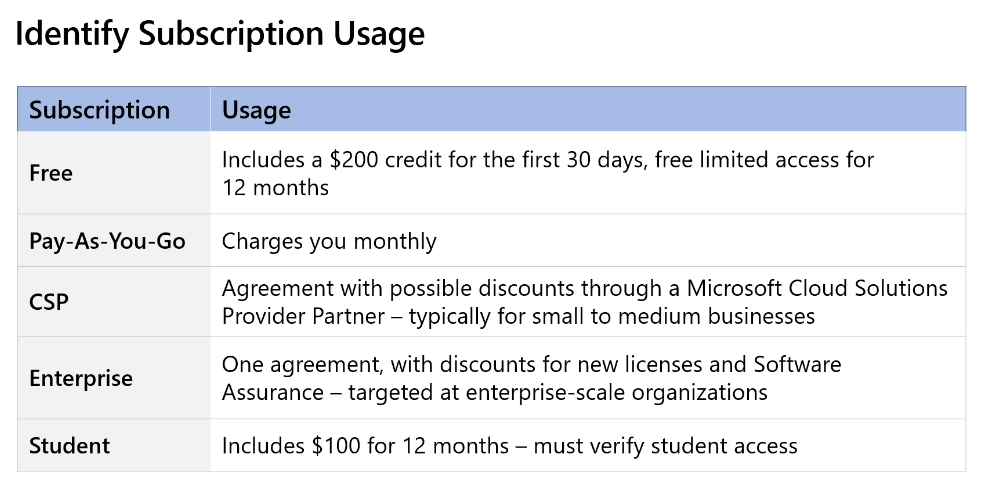 Identify Subscription Usage
Subscription Usage
Free
Includes a $200 credit for the first 30 days, free limited access for
12 months
Pay-As-You-Go Charges you monthly
CSP
Agreement with possible discounts through a Microsoft Cloud Solutions
Provider Partner – typically for small to medium businesses
Enterprise
One agreement, with discounts for new licenses and Software
Assurance – targeted at enterprise-scale organizations
Student Includes $100 for 12 months – must verify student access